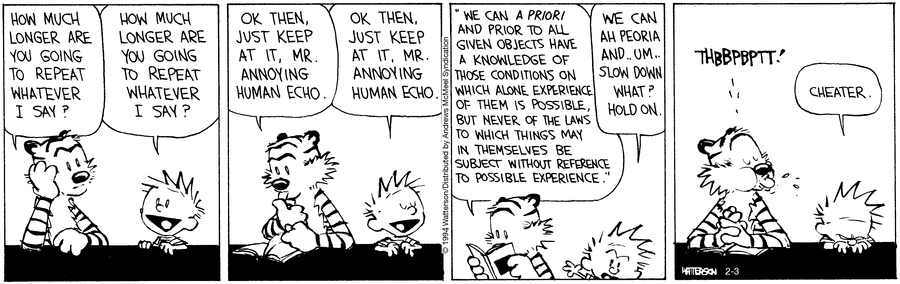 HOW MUCH
LONGER ARE
YOU GOING
TO REPEAT
WHATEVER
I SAY?
HOW MUCH
LONGER ARE
YOU GOING
TO REPEAT
WHATEVER
I SAY?
OK THEN,
JUST KEEP
AT IT, MR.
ANNOYING
HUMAN ECHO.
OK THEN,
JUST KEEP
AT IT, MR.
ANNOYING
HUMAN ECHO.
© 1994 Watterson/Distributed by Andrews McMeel Syndication
"WE CAN A PRIORI
AND PRIOR TO ALL
GIVEN OBJECTS HAVE
A KNOWLEDGE OF
THOSE CONDITIONS ON
WHICH ALONE EXPERIENCE
OF THEM IS POSSIBLE,
BUT NEVER OF THE LAWS
TO WHICH THINGS MAY
IN THEMSELVES BE
SUBJECT WITHOUT REFERENCE
TO POSSIBLE EXPERIENCE."
WE CAN
AH PEORIA
AND..UM..
SLOW DOWN
WHAT?
HOLD ON.
THBBPBPTT!
CHEATER.
WATTERSON 2-3